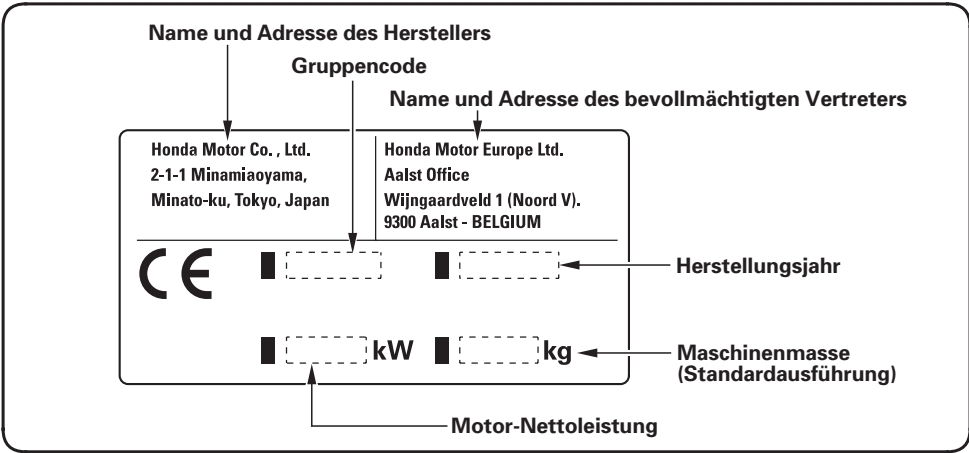 Name und Adresse des Herstellers
Gruppencode
Name und Adresse des bevollmächtigten Vertreters
Honda Motor Co. , Ltd.
2-1-1 Minamiaoyama,
Minato-ku, Tokyo, Japan
Honda Motor Europe Ltd.
Aalst Office
Wijngaardveld 1 (Noord V).
9300 Aalst - BELGIUM
CE
Herstellungsjahr
kW
kg
Maschinenmasse
(Standardausführung)
Motor-Nettoleistung